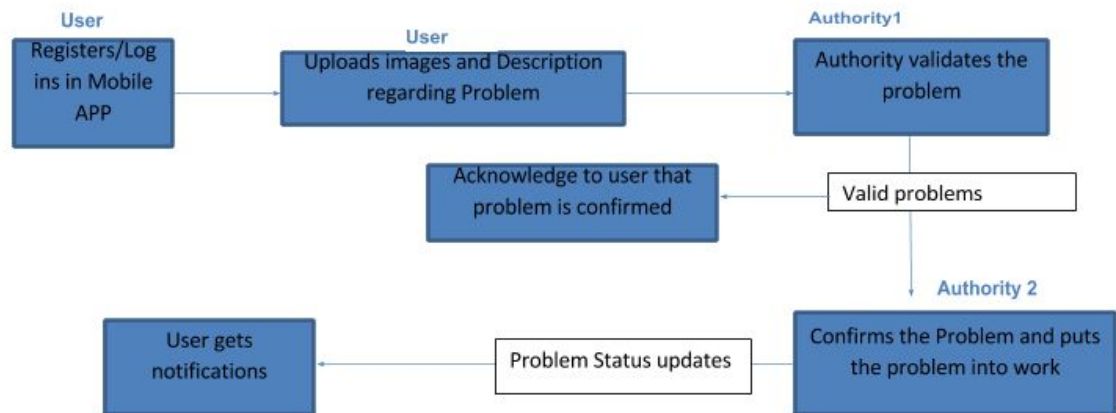 User
Registers/Log
ins in Mobile
APP
User
Uploads images and Description
regarding Problem
Authority1
Authority validates the
problem
Valid problems
Acknowledge to user that
problem is confirmed
Authority 2
Confirms the Problem and puts
the problem into work
Problem Status updates
User gets
notifications